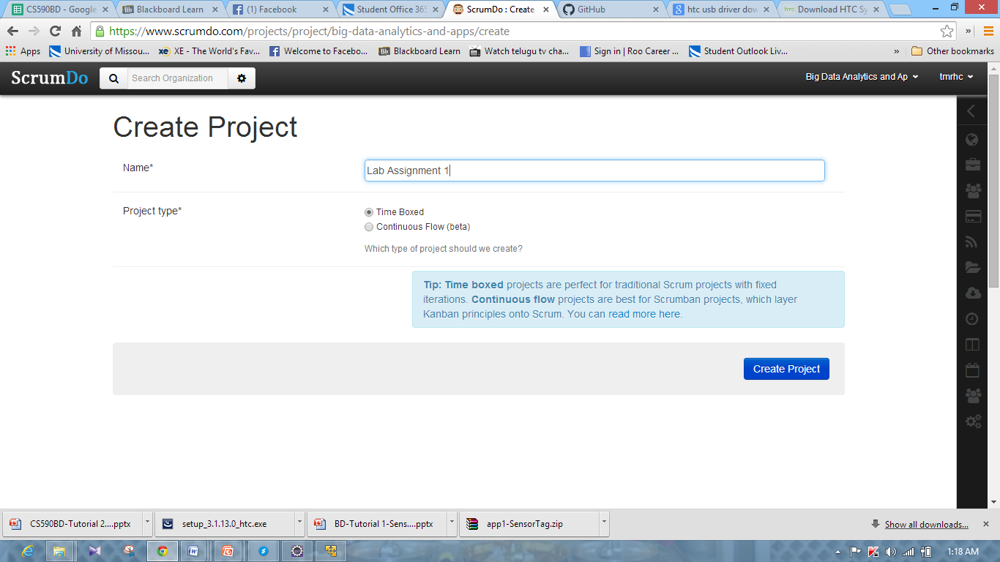 CS590BD - Google
Blackboard Learn
(1) Facebook
Student Office 365
ScrumDo : Create
GitHub
htc usb driver dow
Download HTC Sy
https://www.scrumdo.com/projects/project/big-data-analytics-and-apps/create
Apps
University of Missou...
XE - The World's Fav...
Welcome to Facebo...
Blackboard Learn
Watch telugu tv cha...
Sign in | Roo Career ...
Student Outlook Liv...
»
Other bookmarks
ScrumDo
Search Organization
Big Data Analytics and Ap
tmrhc
Create Project
Name*
Lab Assignment 1
Project type*
Time Boxed
Continuous Flow (beta)
Which type of project should we create?
Tip: Time boxed projects are perfect for traditional Scrum projects with fixed
iterations. Continuous flow projects are best for Scrumban projects, which layer
Kanban principles onto Scrum. You can read more here.
Create Project
CS590BD-Tutorial 2....pptx
setup_3.1.13.0_htc.exe
BD-Tutorial 1-Sens....pptx
app1-SensorTag.zip
Show all downloads...
1:18 AM